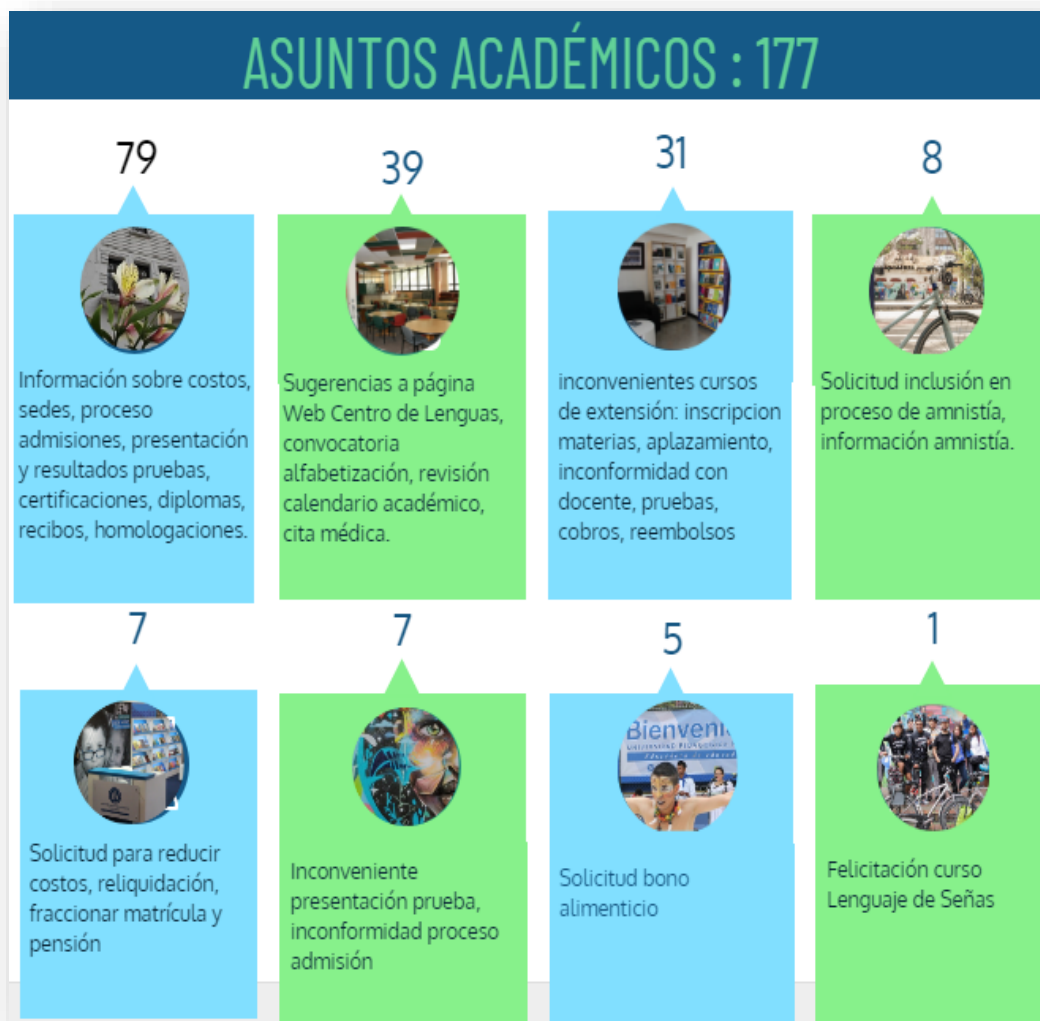 ASUNTOS ACADÉMICOS : 177
79
Información sobre costos,
sedes, proceso
admisiones, presentación
y resultados pruebas,
certificaciones, diplomas,
recibos, homologaciones.
39
Sugerencias a página
Web Centro de Lenguas,
convocatoria
alfabetización, revisión
calendario académico,
cita médica.
31
inconvenientes cursos
de extensión: inscripcion
materias, aplazamiento,
inconformidad con
docente, pruebas,
cobros, reembolsos
8
Solicitud inclusión en
proceso de amnistía,
información amnistía.
7
Solicitud para reducir
costos, reliquidación,
fraccionar matrícula y
pensión
7
Inconveniente
presentación prueba,
inconformidad proceso
admisión
5
Bienveni
Solicitud bono
alimenticio
1
Felicitación curso
Lenguaje de Señas